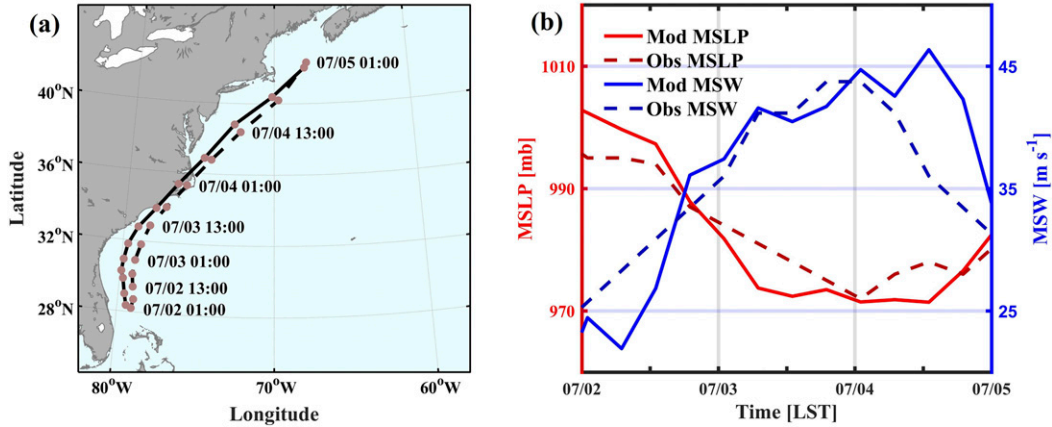 (a)
07/05 01:00
07/04 13:00
07/04 01:00
07/03 13:00
07/03 01:00
07/02 13:00
07/02 01:00
40°N
36°N
32°N
28°N
Latitude
80°W
70°W
60°W
Longitude
(b)
Mod MSLP
Obs MSLP
Mod MSW
Obs MSW
1010
990
970
MSLP [mb]
45
35
25
MSW [m s-1]
07/02
07/03
07/04
07/05
Time [LST]